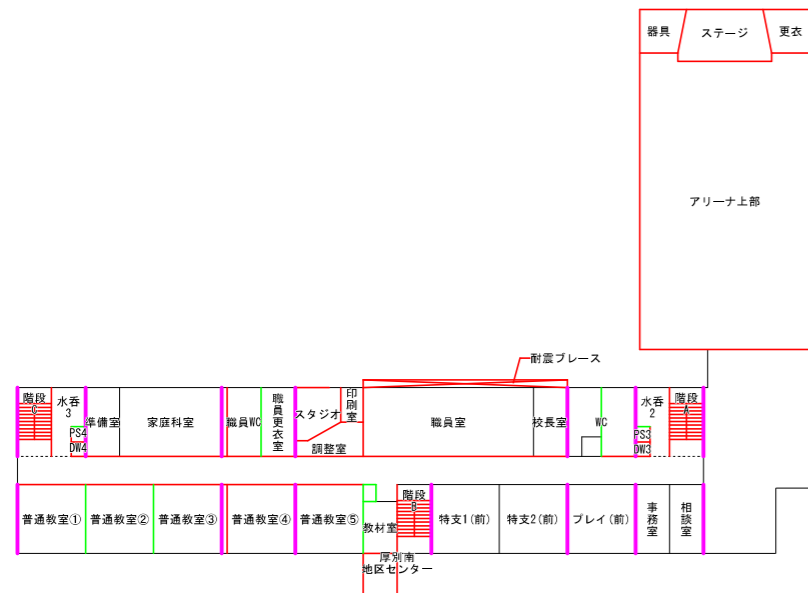 器具
ステージ
更衣
アリーナ上部
耐震ブレース
階段
C
水呑
3
PS4
DW4
準備室
家庭科室
職員WC
職員更衣室
スタジオ
印刷室
調整室
職員室
校長室
WC
水呑
2
PS3
DW3
階段
A
普通教室①
普通教室②
普通教室③
普通教室④
普通教室⑤
教材室
階段
B
特支1(前)
特支2(前)
プレイ(前)
事務室
相談室
厚別南
地区センター